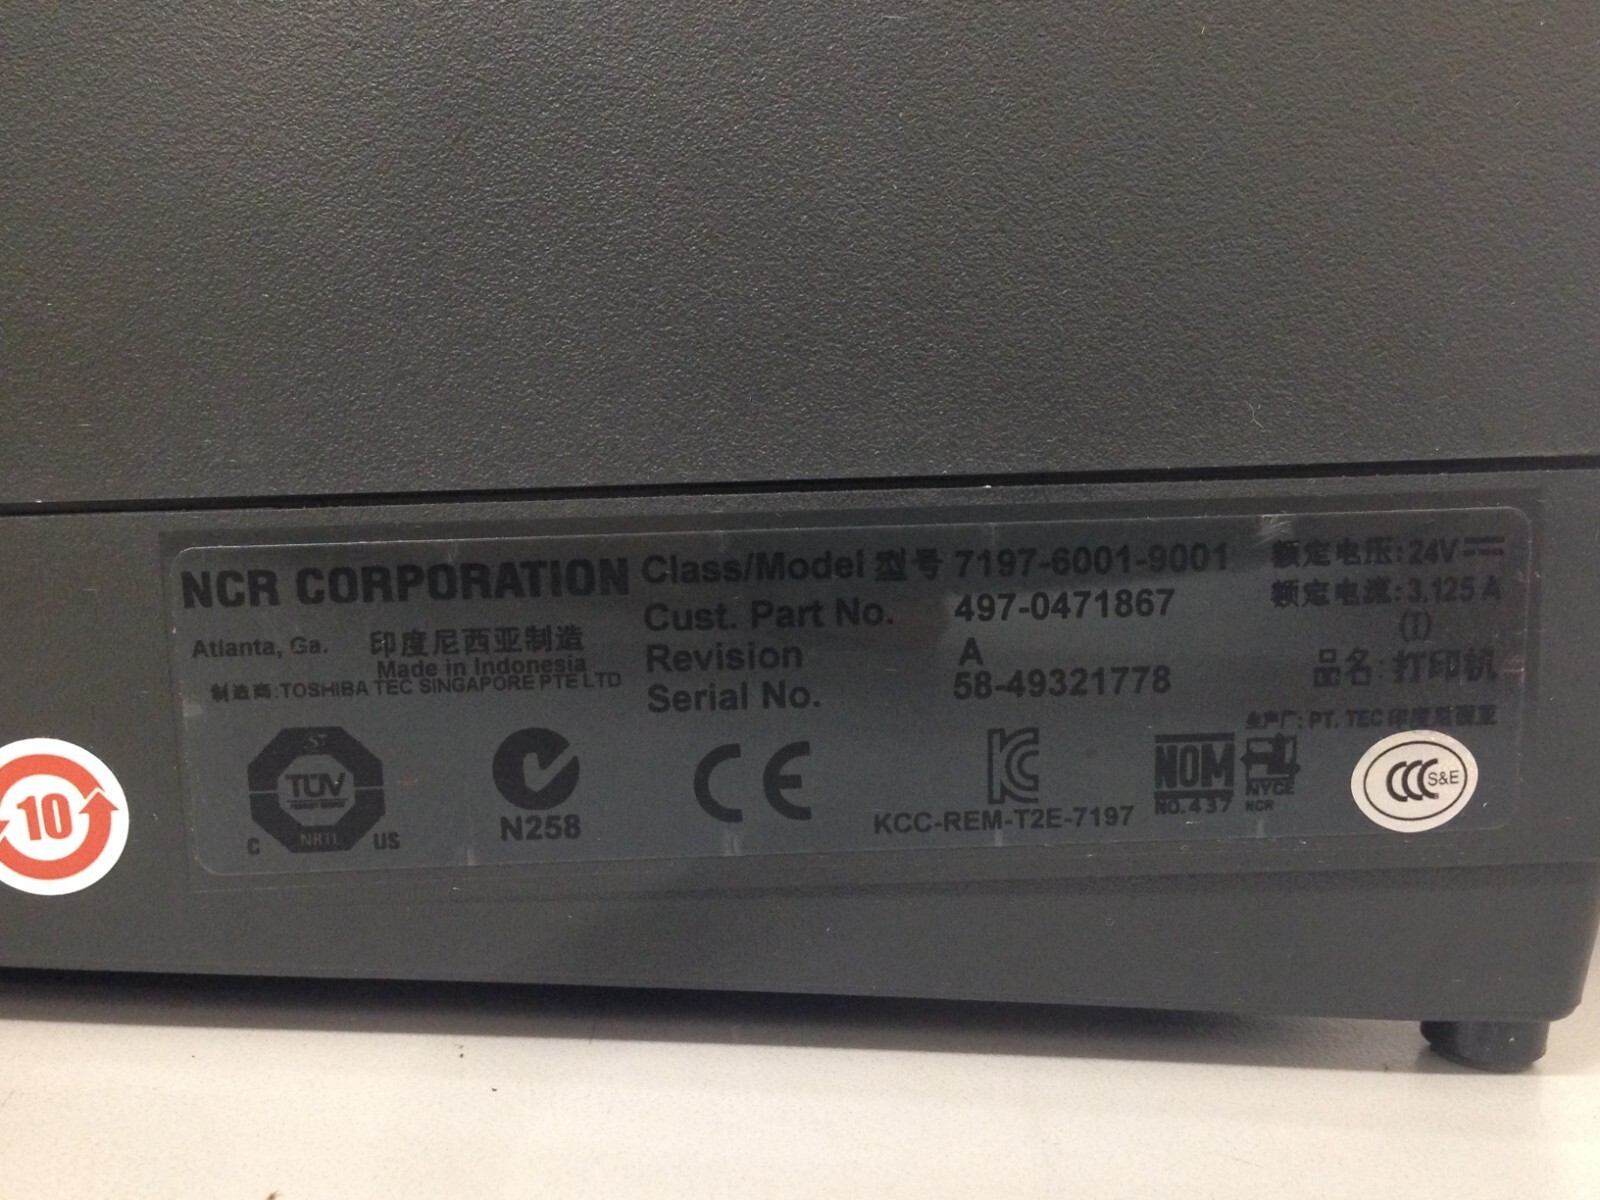 NCR CORPORATION
Atlanta, Ga. 印度尼西亚制造
Made in Indonesia
制造商:TOSHIBA TEC SINGAPORE PTE LTD
Class/Model 型号 7197-6001-9001
Cust. Part No. 497-0471867
Revision A
Serial No. 58-49321778
额定电压:24V
额定电流:3.125 A
(I)
品名:打印机
生产厂:PT. TEC 印度尼西亚
10
S
TÜV
C NRTL US
N258
CE
KC
KCC-REM-T2E-7197
NOM
NO.437
NYCE
NCR
CCC S&E